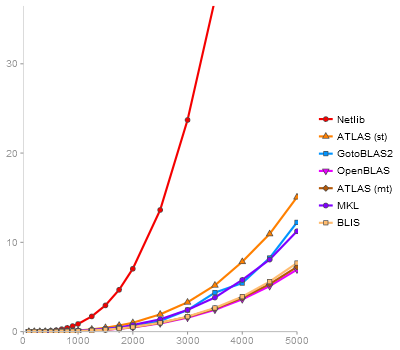 30
20
10
0
0 1000 2000 3000 4000 5000
Netlib
ATLAS (st)
GotoBLAS2
OpenBLAS
ATLAS (mt)
MKL
BLIS